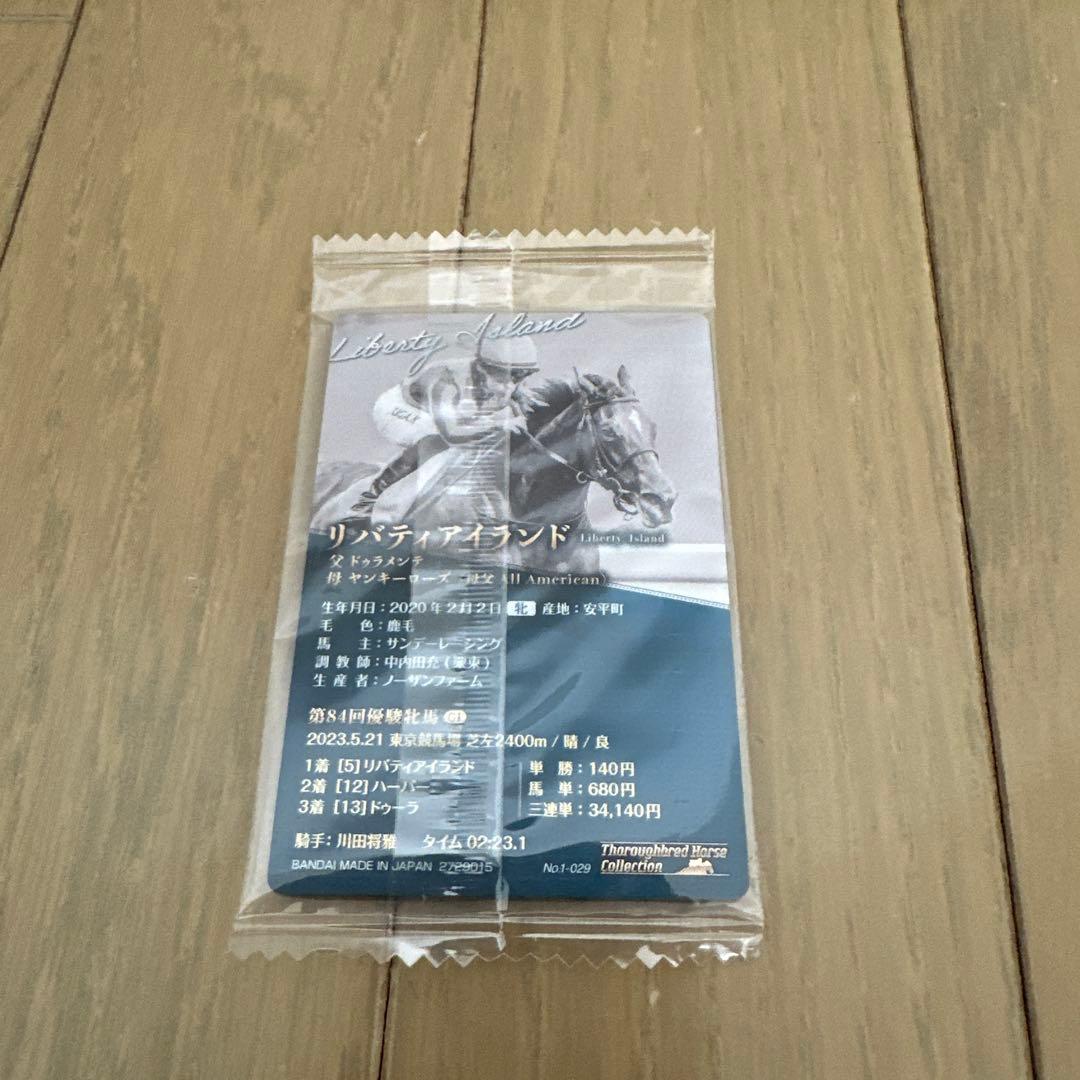 Liberty Island
リバティアイランド Liberty Island
父 ドゥラメンテ
母 ヤンキーローズ (母父 All American)
生年月日:2020年2月2日 牝 産地:安平町
毛 色:鹿毛
馬 主:サンデーレーシング
調教師:中内田充(栗東)
生産者:ノーザンファーム
第84回優駿牝馬 G1
2023.5.21 東京競馬場 芝左2400m / 晴 / 良
1着 [5] リバティアイランド 単 勝:140円
2着 [12] ハーパー 馬 単:680円
3着 [13] ドゥーラ 三連単:34,140円
騎手:川田将雅 タイム 02:23.1
BANDAI MADE IN JAPAN 2729015 No.1-029
Thoroughbred Horse
Collection